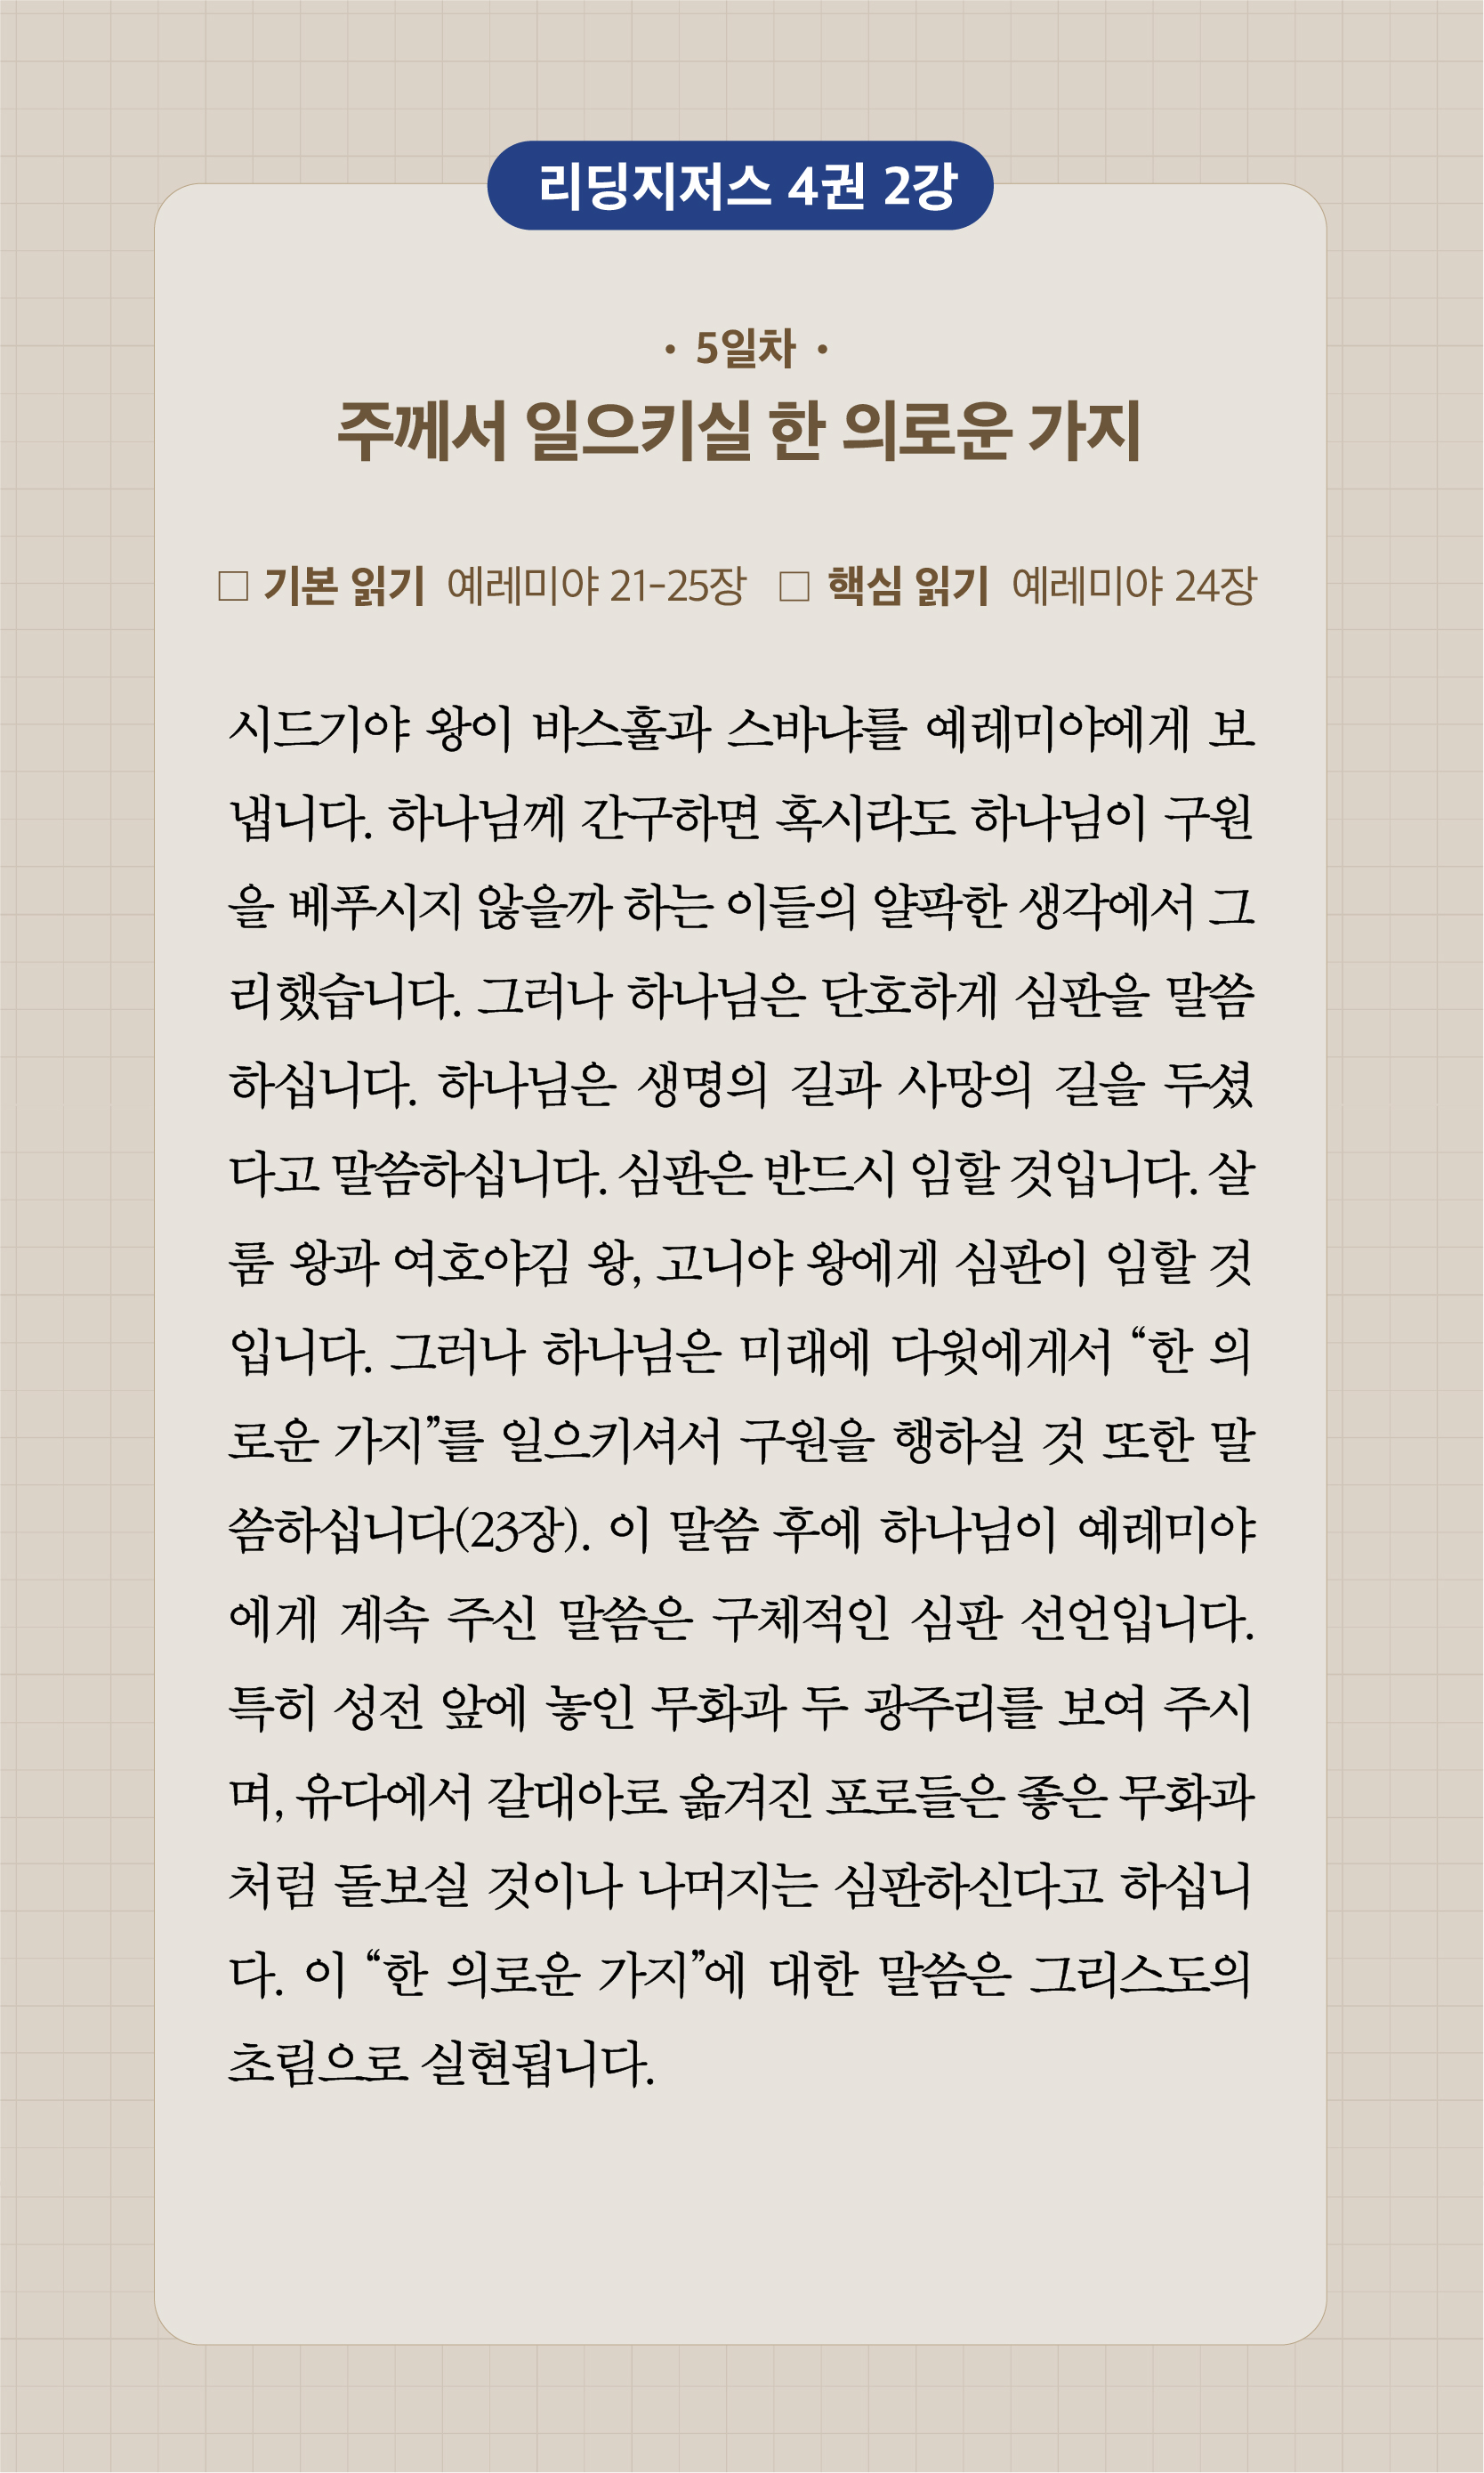 리딩지저스 4권 2강
· 5일차 ·
주께서 일으키실 한 의로운 가지
□ 기본 읽기 예레미야 21-25장 □ 핵심 읽기 예레미야 24장
시드기야 왕이 바스훌과 스바냐를 예레미야에게 보
냅니다. 하나님께 간구하면 혹시라도 하나님이 구원
을 베푸시지 않을까 하는 이들의 얄팍한 생각에서 그
리했습니다. 그러나 하나님은 단호하게 심판을 말씀
하십니다. 하나님은 생명의 길과 사망의 길을 두셨
다고 말씀하십니다. 심판은 반드시 임할 것입니다. 살
룸 왕과 여호야김 왕, 고니야 왕에게 심판이 임할 것
입니다. 그러나 하나님은 미래에 다윗에게서 “한 의
로운 가지”를 일으키셔서 구원을 행하실 것 또한 말
씀하십니다(23장). 이 말씀 후에 하나님이 예레미야
에게 계속 주신 말씀은 구체적인 심판 선언입니다.
특히 성전 앞에 놓인 무화과 두 광주리를 보여 주시
며, 유다에서 갈대아로 옮겨진 포로들은 좋은 무화과
처럼 돌보실 것이나 나머지는 심판하신다고 하십니
다. 이 “한 의로운 가지”에 대한 말씀은 그리스도의
초림으로 실현됩니다.